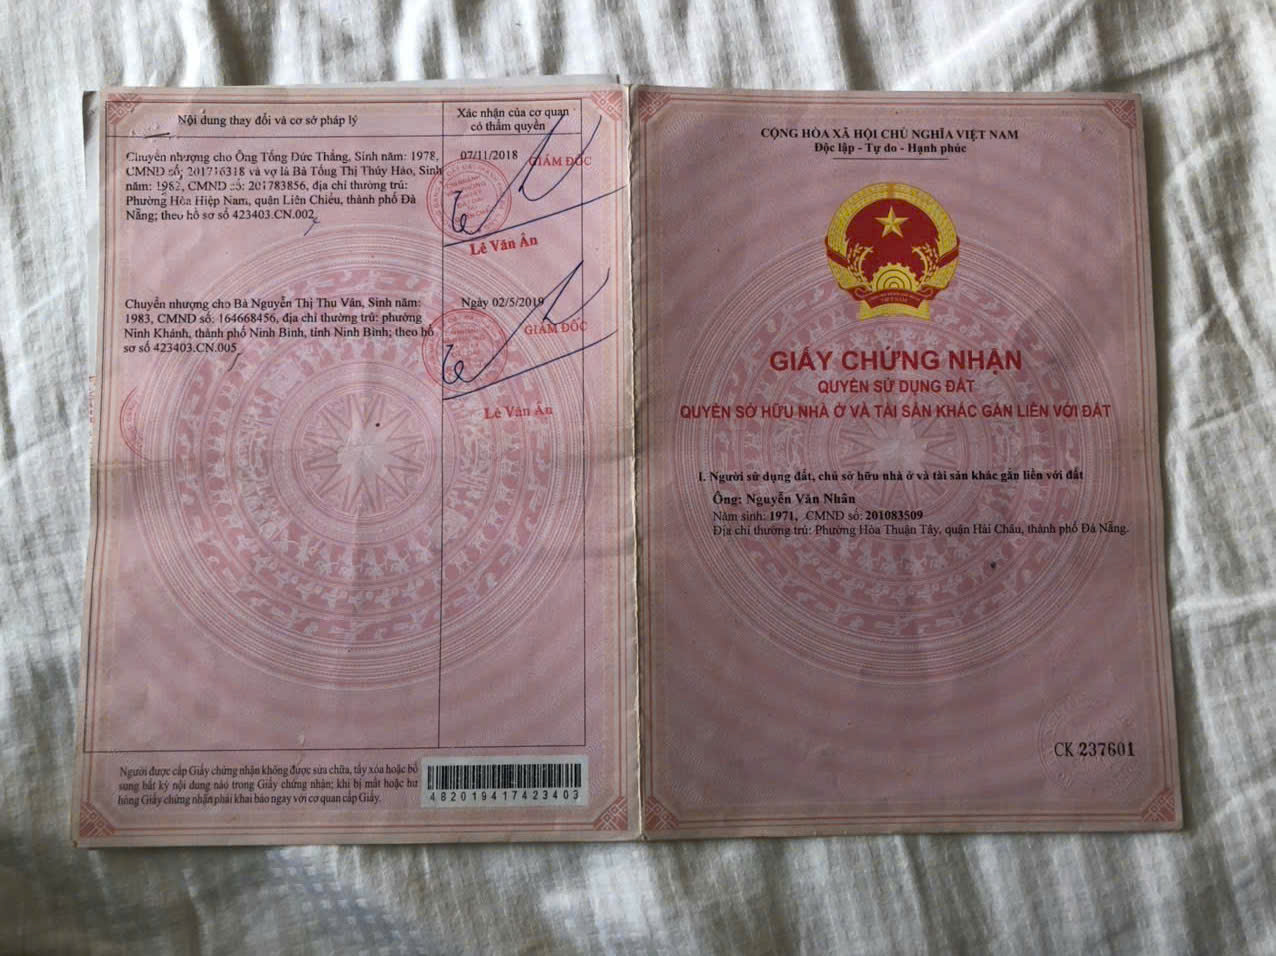 Nội dung thay đổi và cơ sở pháp lý
Xác nhận của cơ quan
có thẩm quyền
Chuyển nhượng cho Ông Tống Đức Thắng, Sinh năm: 1978,
CMND số: 201716318 và vợ là Bà Tống Thị Thúy Hảo, Sinh
năm: 1982, CMND số: 201783856, địa chỉ thường trú:
Phường Hòa Hiệp Nam, quận Liên Chiểu, thành phố Đà
Nẵng; theo hồ sơ số 423403.CN.002
07/11/2018
GIÁM ĐỐC
Lê Văn Ân
Chuyển nhượng cho Bà Nguyễn Thị Thu Vân, Sinh năm:
1983, CMND số: 164668456, địa chỉ thường trú: phường
Ninh Khánh, thành phố Ninh Bình, tỉnh Ninh Bình; theo hồ
sơ số 423403.CN.005
Ngày 02/5/2019
GIÁM ĐỐC
Lê Văn Ân
Người được cấp Giấy chứng nhận không được sửa chữa, tẩy xóa hoặc bổ
sung bất kỳ nội dung nào trong Giấy chứng nhận; khi bị mất hoặc hư
hỏng Giấy chứng nhận phải khai báo ngay với cơ quan cấp Giấy.
482019417423403
CỘNG HÒA XÃ HỘI CHỦ NGHĨA VIỆT NAM
Độc lập - Tự do - Hạnh phúc
VIỆT NAM
GIẤY CHỨNG NHẬN
QUYỀN SỬ DỤNG ĐẤT
QUYỀN SỞ HỮU NHÀ Ở VÀ TÀI SẢN KHÁC GẮN LIỀN VỚI ĐẤT
I. Người sử dụng đất, chủ sở hữu nhà ở và tài sản khác gắn liền với đất
Ông: Nguyễn Văn Nhân
Năm sinh: 1971, CMND số: 201083509
Địa chỉ thường trú: Phường Hòa Thuận Tây, quận Hải Châu, thành phố Đà Nẵng.
CK 237601